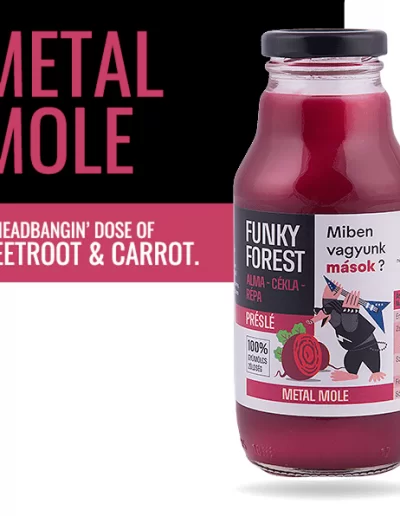 METAL
MOLE
HEADBANGIN' DOSE OF
EETROOT & CARROT.
FUNKY
FOREST
ALMA - CÉKLA -
RÉPA
PRÉSLÉ
100%
GYÜMÖLCS
ZÖLDSÉG
Miben
vagyunk
mások?
METAL MOLE